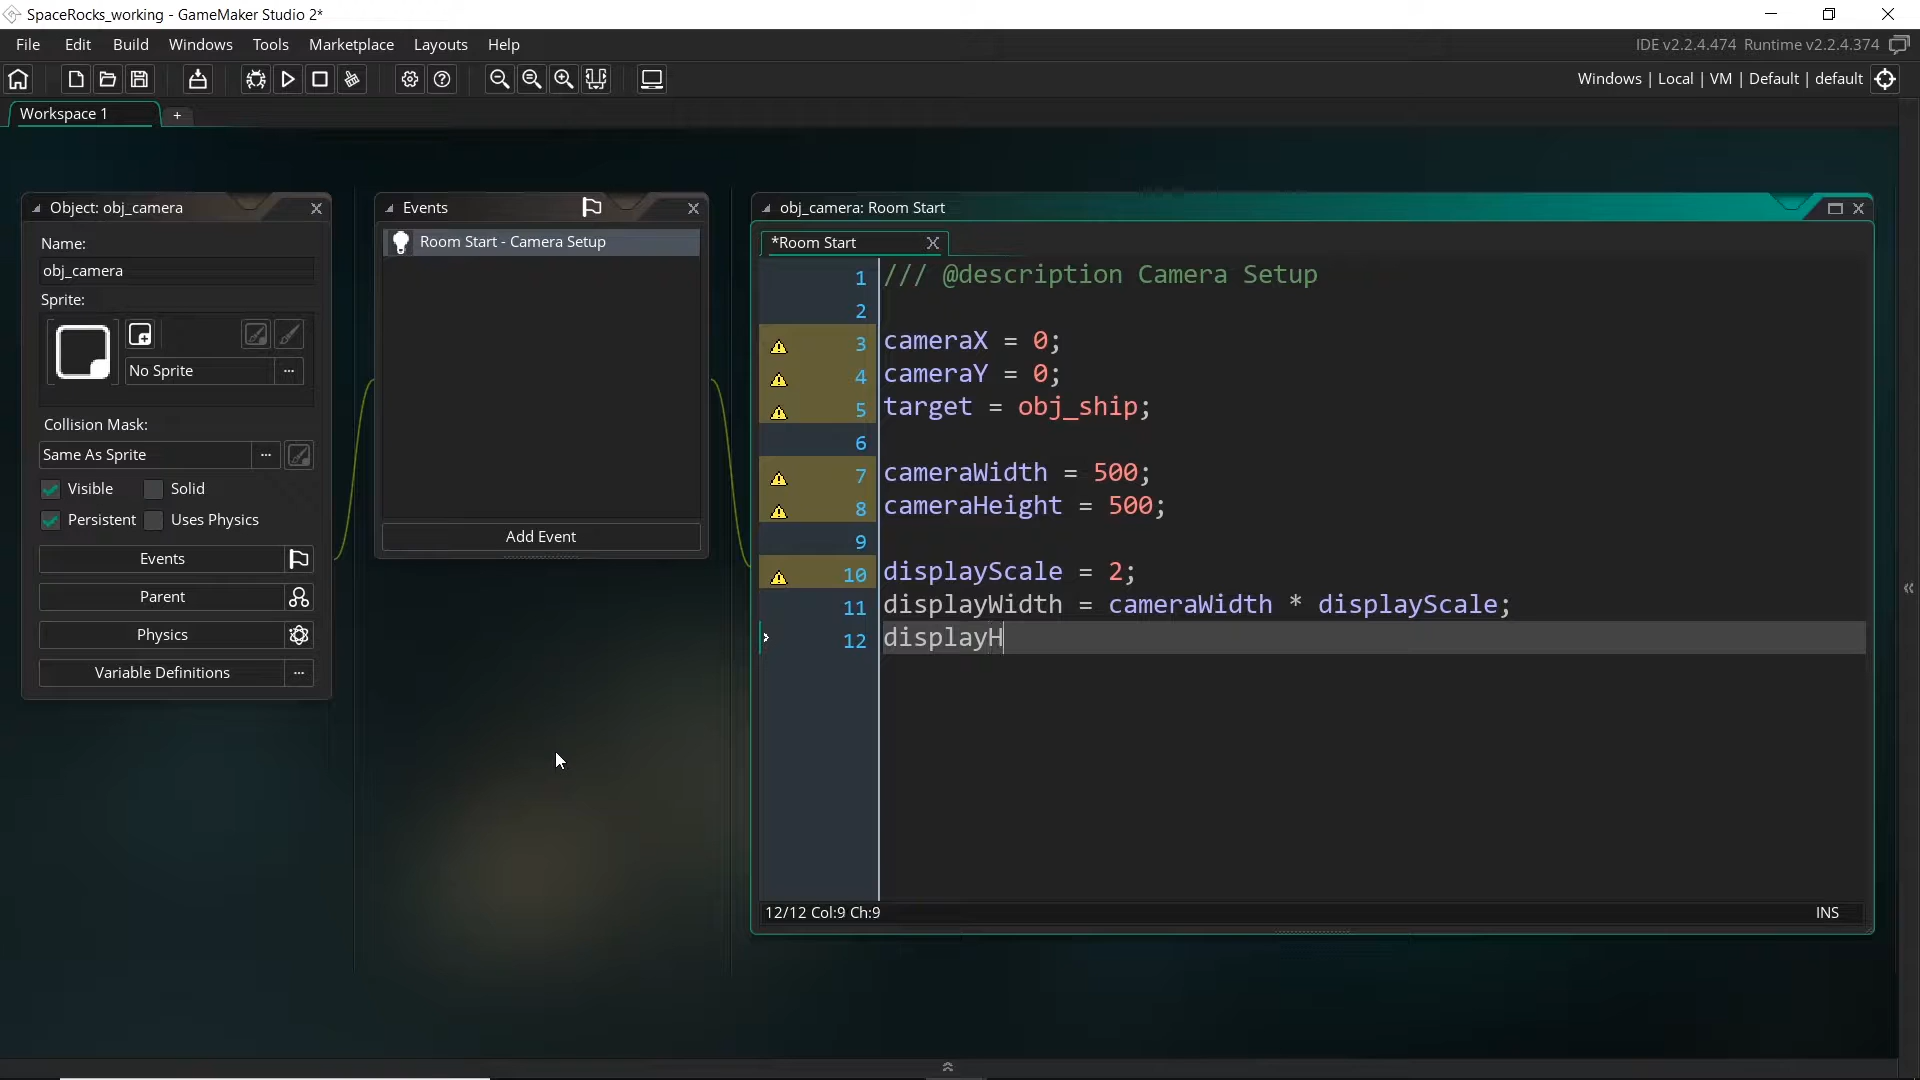 SpaceRocks_working - GameMaker Studio 2*
File Edit Build Windows Tools Marketplace Layouts Help
IDE v2.2.4.474 Runtime v2.2.4.374
Windows | Local | VM | Default | default
Workspace 1
+
Object: obj_camera
Name:
obj_camera
Sprite:
No Sprite
...
Collision Mask:
Same As Sprite
...
Visible Solid
Persistent Uses Physics
Events
Parent
Physics
Variable Definitions
...
Events
Room Start - Camera Setup
Add Event
obj_camera: Room Start
*Room Start
1 /// @description Camera Setup
2
3 cameraX = 0;
4 cameraY = 0;
5 target = obj_ship;
6
7 cameraWidth = 500;
8 cameraHeight = 500;
9
10 displayScale = 2;
11 displayWidth = cameraWidth * displayScale;
12 displayH
12/12 Col:9 Ch:9
INS